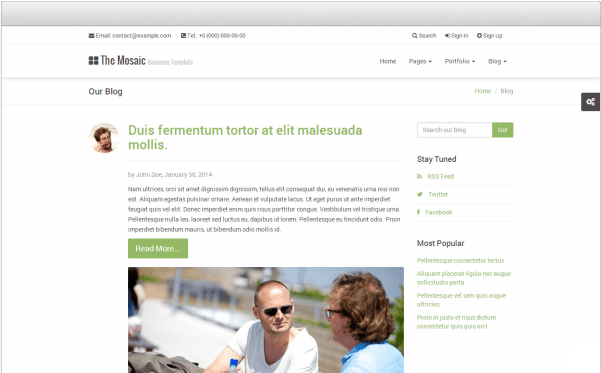 Email: contact@example.com Tel.: +0 (000) 000-00-00 Search Sign In Sign Up
The Mosaic Business Template Home Pages Portfolio Blog
Our Blog Home / Blog
Duis fermentum tortor at elit malesuada
mollis.
by John Doe, January 30, 2014
Nam ultrices, orci sit amet dignissim dignissim, tellus elit consequat dui, eu venenatis urna nisi non
est. Aliquam egestas pulvinar ornare. Aenean et vulputate lacus. Ut eget purus ut ante imperdiet
feugiat quis vel elit. Donec imperdiet enim quis risus porttitor congue. Vestibulum vel tristique urna.
Pellentesque nulla leo, laoreet sed luctus eu, dapibus id lorem. Pellentesque eu tincidunt odio. Proin
imperdiet bibendum mauris, ut bibendum odio mollis id.
Read More...
Search our blog Go!
Stay Tuned
RSS Feed
Twitter
Facebook
Most Popular
Pellentesque consectetur lectus.
Aliquam placerat ligula nec augue
sollicitudin porta.
Pellentesque vel sem quis augue
ultricies.
Proin in justo et risus dictum
consectetur quis quis orci.